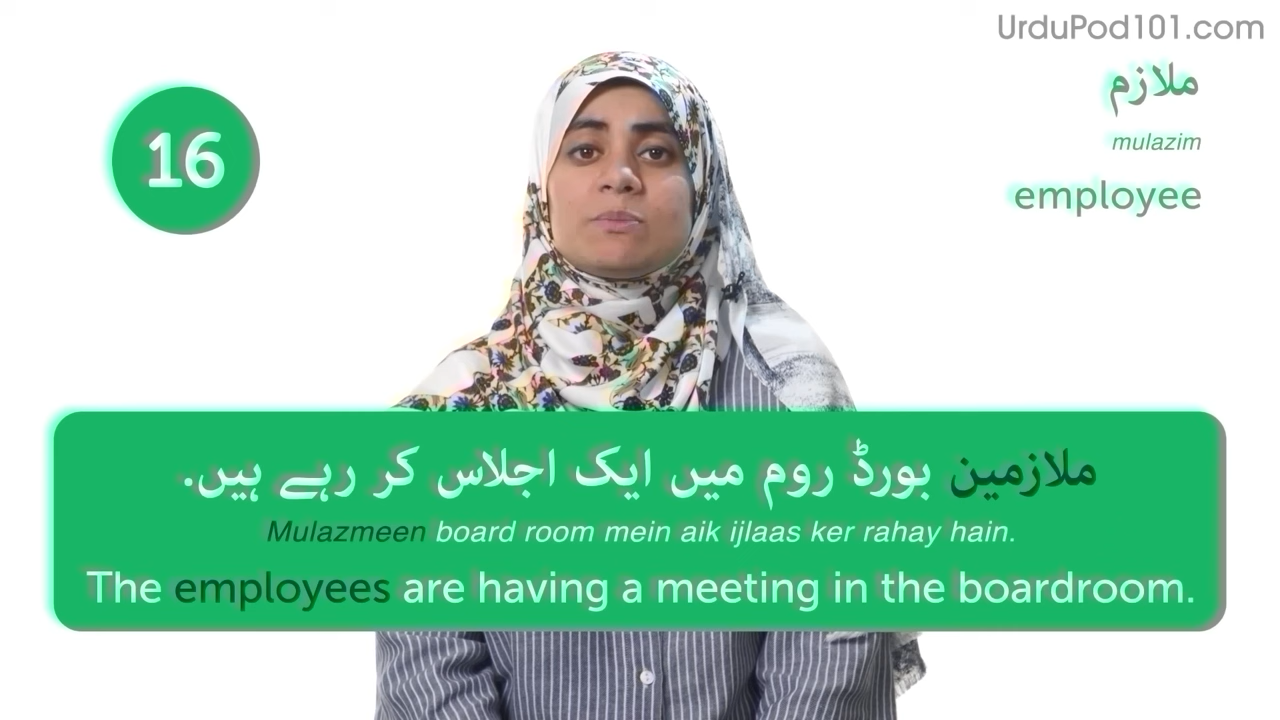 UrduPod101.com
16
ملازم
mulazim
employee
ملازمین بورڈ روم میں ایک اجلاس کر رہے ہیں.
Mulazmeen board room mein aik ijlaas ker rahay hain.
The employees are having a meeting in the boardroom.